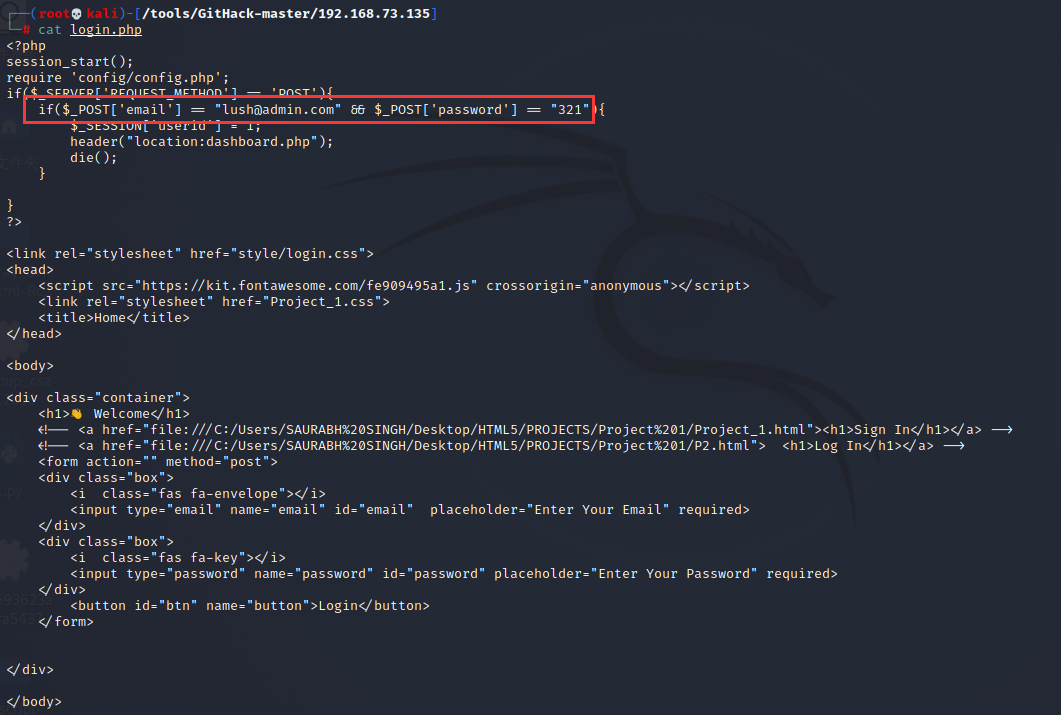 ┌──(root💀kali)-[/tools/GitHack-master/192.168.73.135]
└─# cat login.php
<?php
session_start();
require 'config/config.php';
if($_SERVER['REQUEST_METHOD'] == 'POST'){
    if($_POST['email'] == "lush@admin.com" && $_POST['password'] == "321"){
        $_SESSION['userid'] = 1;
        header("location:dashboard.php");
        die();
    }

}
?>

<link rel="stylesheet" href="style/login.css">
<head>
    <script src="https://kit.fontawesome.com/fe909495a1.js" crossorigin="anonymous"></script>
    <link rel="stylesheet" href="Project_1.css">
    <title>Home</title>
</head>

<body>

<div class="container">
    <h1>👋 Welcome</h1>
    <!-- <a href="file:///C:/Users/SAURABH%20SINGH/Desktop/HTML5/PROJECTS/Project%201/Project_1.html"><h1>Sign In</h1></a> -->
    <!-- <a href="file:///C:/Users/SAURABH%20SINGH/Desktop/HTML5/PROJECTS/Project%201/P2.html">  <h1>Log In</h1></a> -->
    <form action="" method="post">
    <div class="box">
        <i  class="fas fa-envelope"></i>
        <input type="email" name="email" id="email"  placeholder="Enter Your Email" required>
    </div>
    <div class="box">
        <i  class="fas fa-key"></i>
        <input type="password" name="password" id="password" placeholder="Enter Your Password" required>
    </div>
        <button id="btn" name="button">Login</button>
    </form>


</div>

</body>